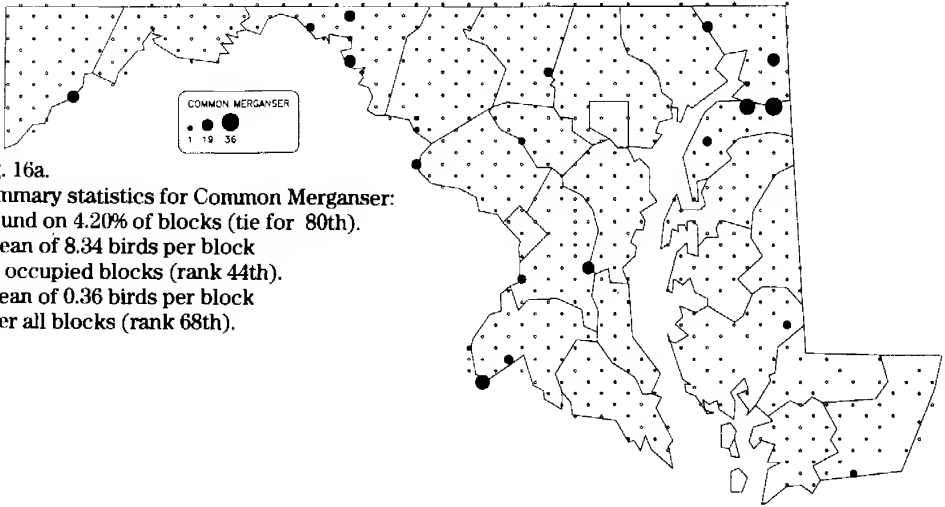 COMMON MERGANSER
1 19 36
g. 16a.
mmary statistics for Common Merganser:
und on 4.20% of blocks (tie for 80th).
ean of 8.34 birds per block
occupied blocks (rank 44th).
ean of 0.36 birds per block
er all blocks (rank 68th).